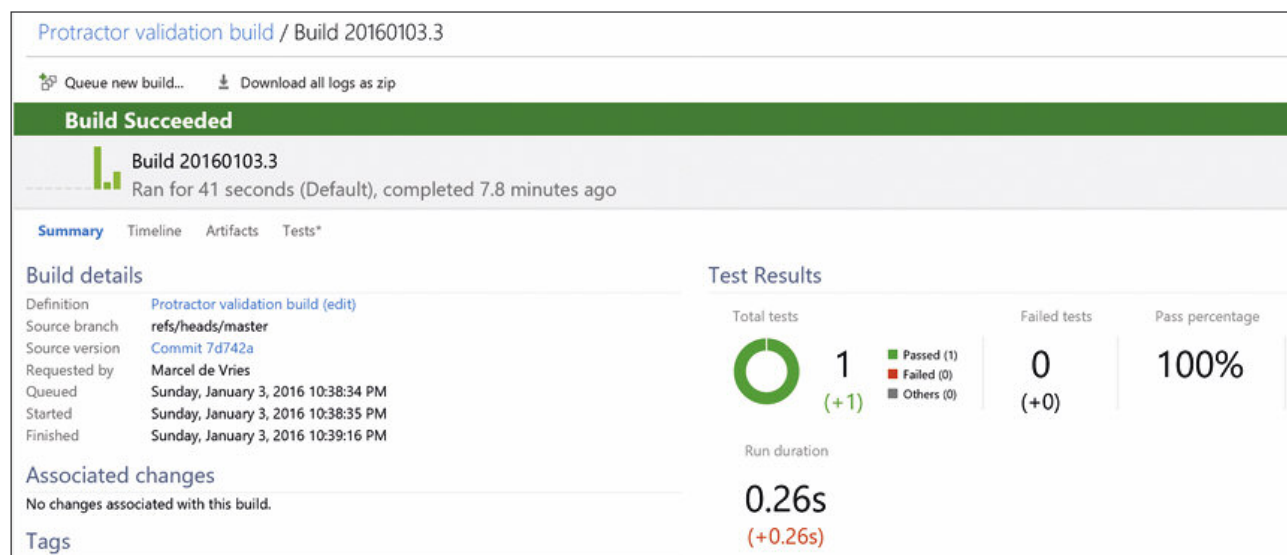 Protractor validation build / Build 20160103.3
Queue new build... Download all logs as zip
Build Succeeded
Build 20160103.3
Ran for 41 seconds (Default), completed 7.8 minutes ago
Summary Timeline Artifacts Tests*
Build details
Definition Protractor validation build (edit)
Source branch refs/heads/master
Source version Commit 7d742a
Requested by Marcel de Vries
Queued Sunday, January 3, 2016 10:38:34 PM
Started Sunday, January 3, 2016 10:38:35 PM
Finished Sunday, January 3, 2016 10:39:16 PM
Associated changes
No changes associated with this build.
Tags
Test Results
Total tests Failed tests Pass percentage
1 Passed (1) 0 100%
Failed (0)
(+1) Others (0) (+0)
Run duration
0.26s
(+0.26s)